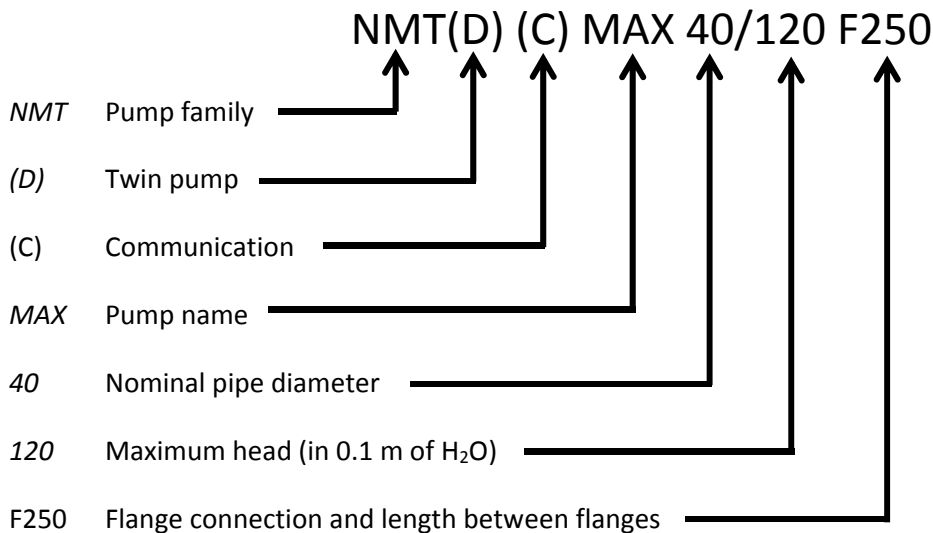 NMT(D) (C) MAX 40/120 F250
NMT Pump family
(D) Twin pump
(C) Communication
MAX Pump name
40 Nominal pipe diameter
120 Maximum head (in 0.1 m of H₂O)
F250 Flange connection and length between flanges